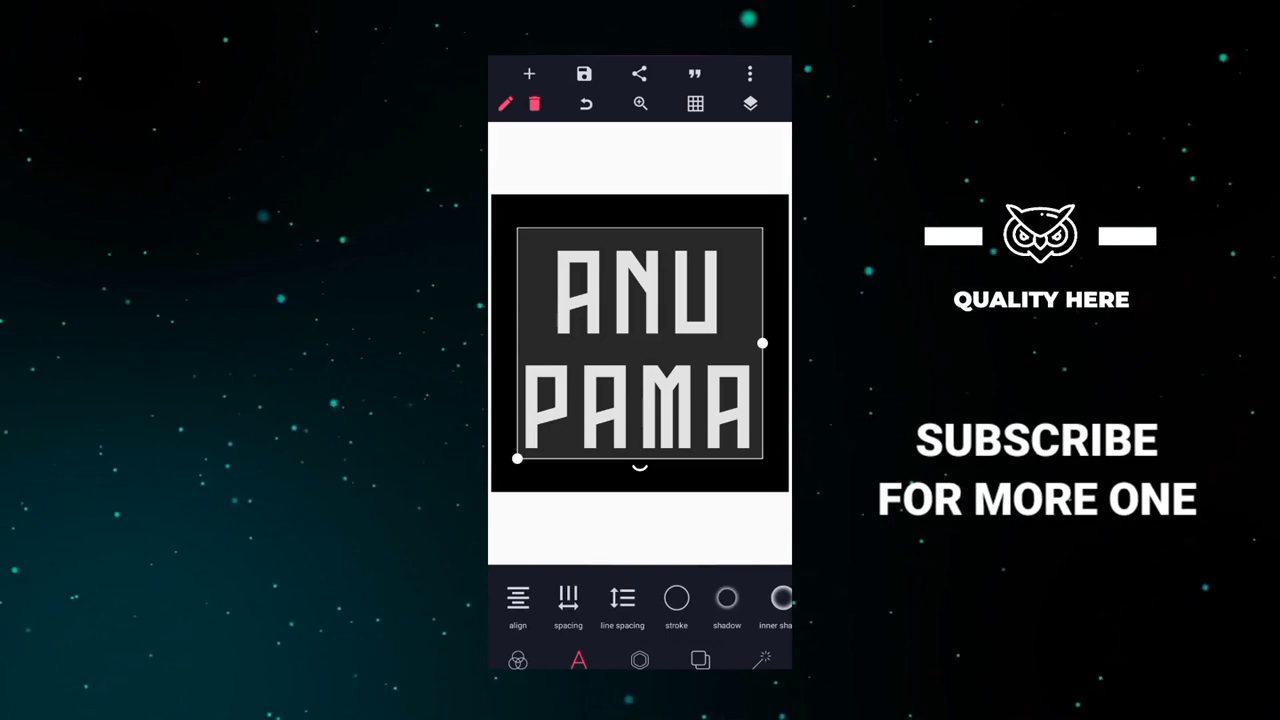 ANU
PAMA
align
spacing
line spacing
stroke
shadow
inner sha
QUALITY HERE
SUBSCRIBE
FOR MORE ONE